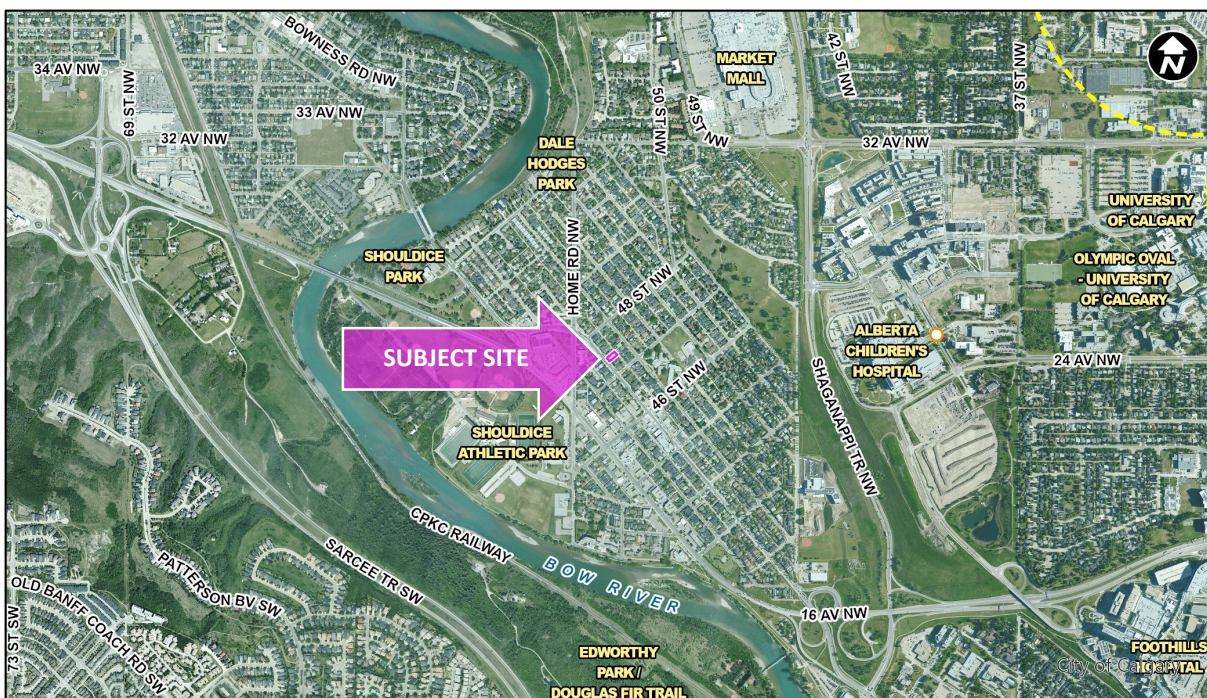 BOWNESS RD NW
34 AV NW
69 ST NW
33 AV NW
32 AV NW
MARKET
MALL
42 ST NW
37 ST NW
N
50 ST NW
49 ST NW
32 AV NW
DALE
HODGES
PARK
UNIVERSITY
OF CALGARY
SHOULDICE
PARK
HOME RD NW
48 ST NW
OLYMPIC OVAL
- UNIVERSITY
OF CALGARY
SUBJECT SITE
ALBERTA
CHILDREN'S
HOSPITAL
24 AV NW
46 ST NW
SHAGANAPPI TR NW
SHOULDICE
ATHLETIC PARK
CPKC RAILWAY
SARCEE TR SW
BOW RIVER
PATTERSON BV SW
OLD BANFF COACH RD SW
73 ST SW
16 AV NW
EDWORTHY
PARK /
DOUGLAS FIR TRAIL
FOOTHILLS
HOSPITAL
City of Calgary